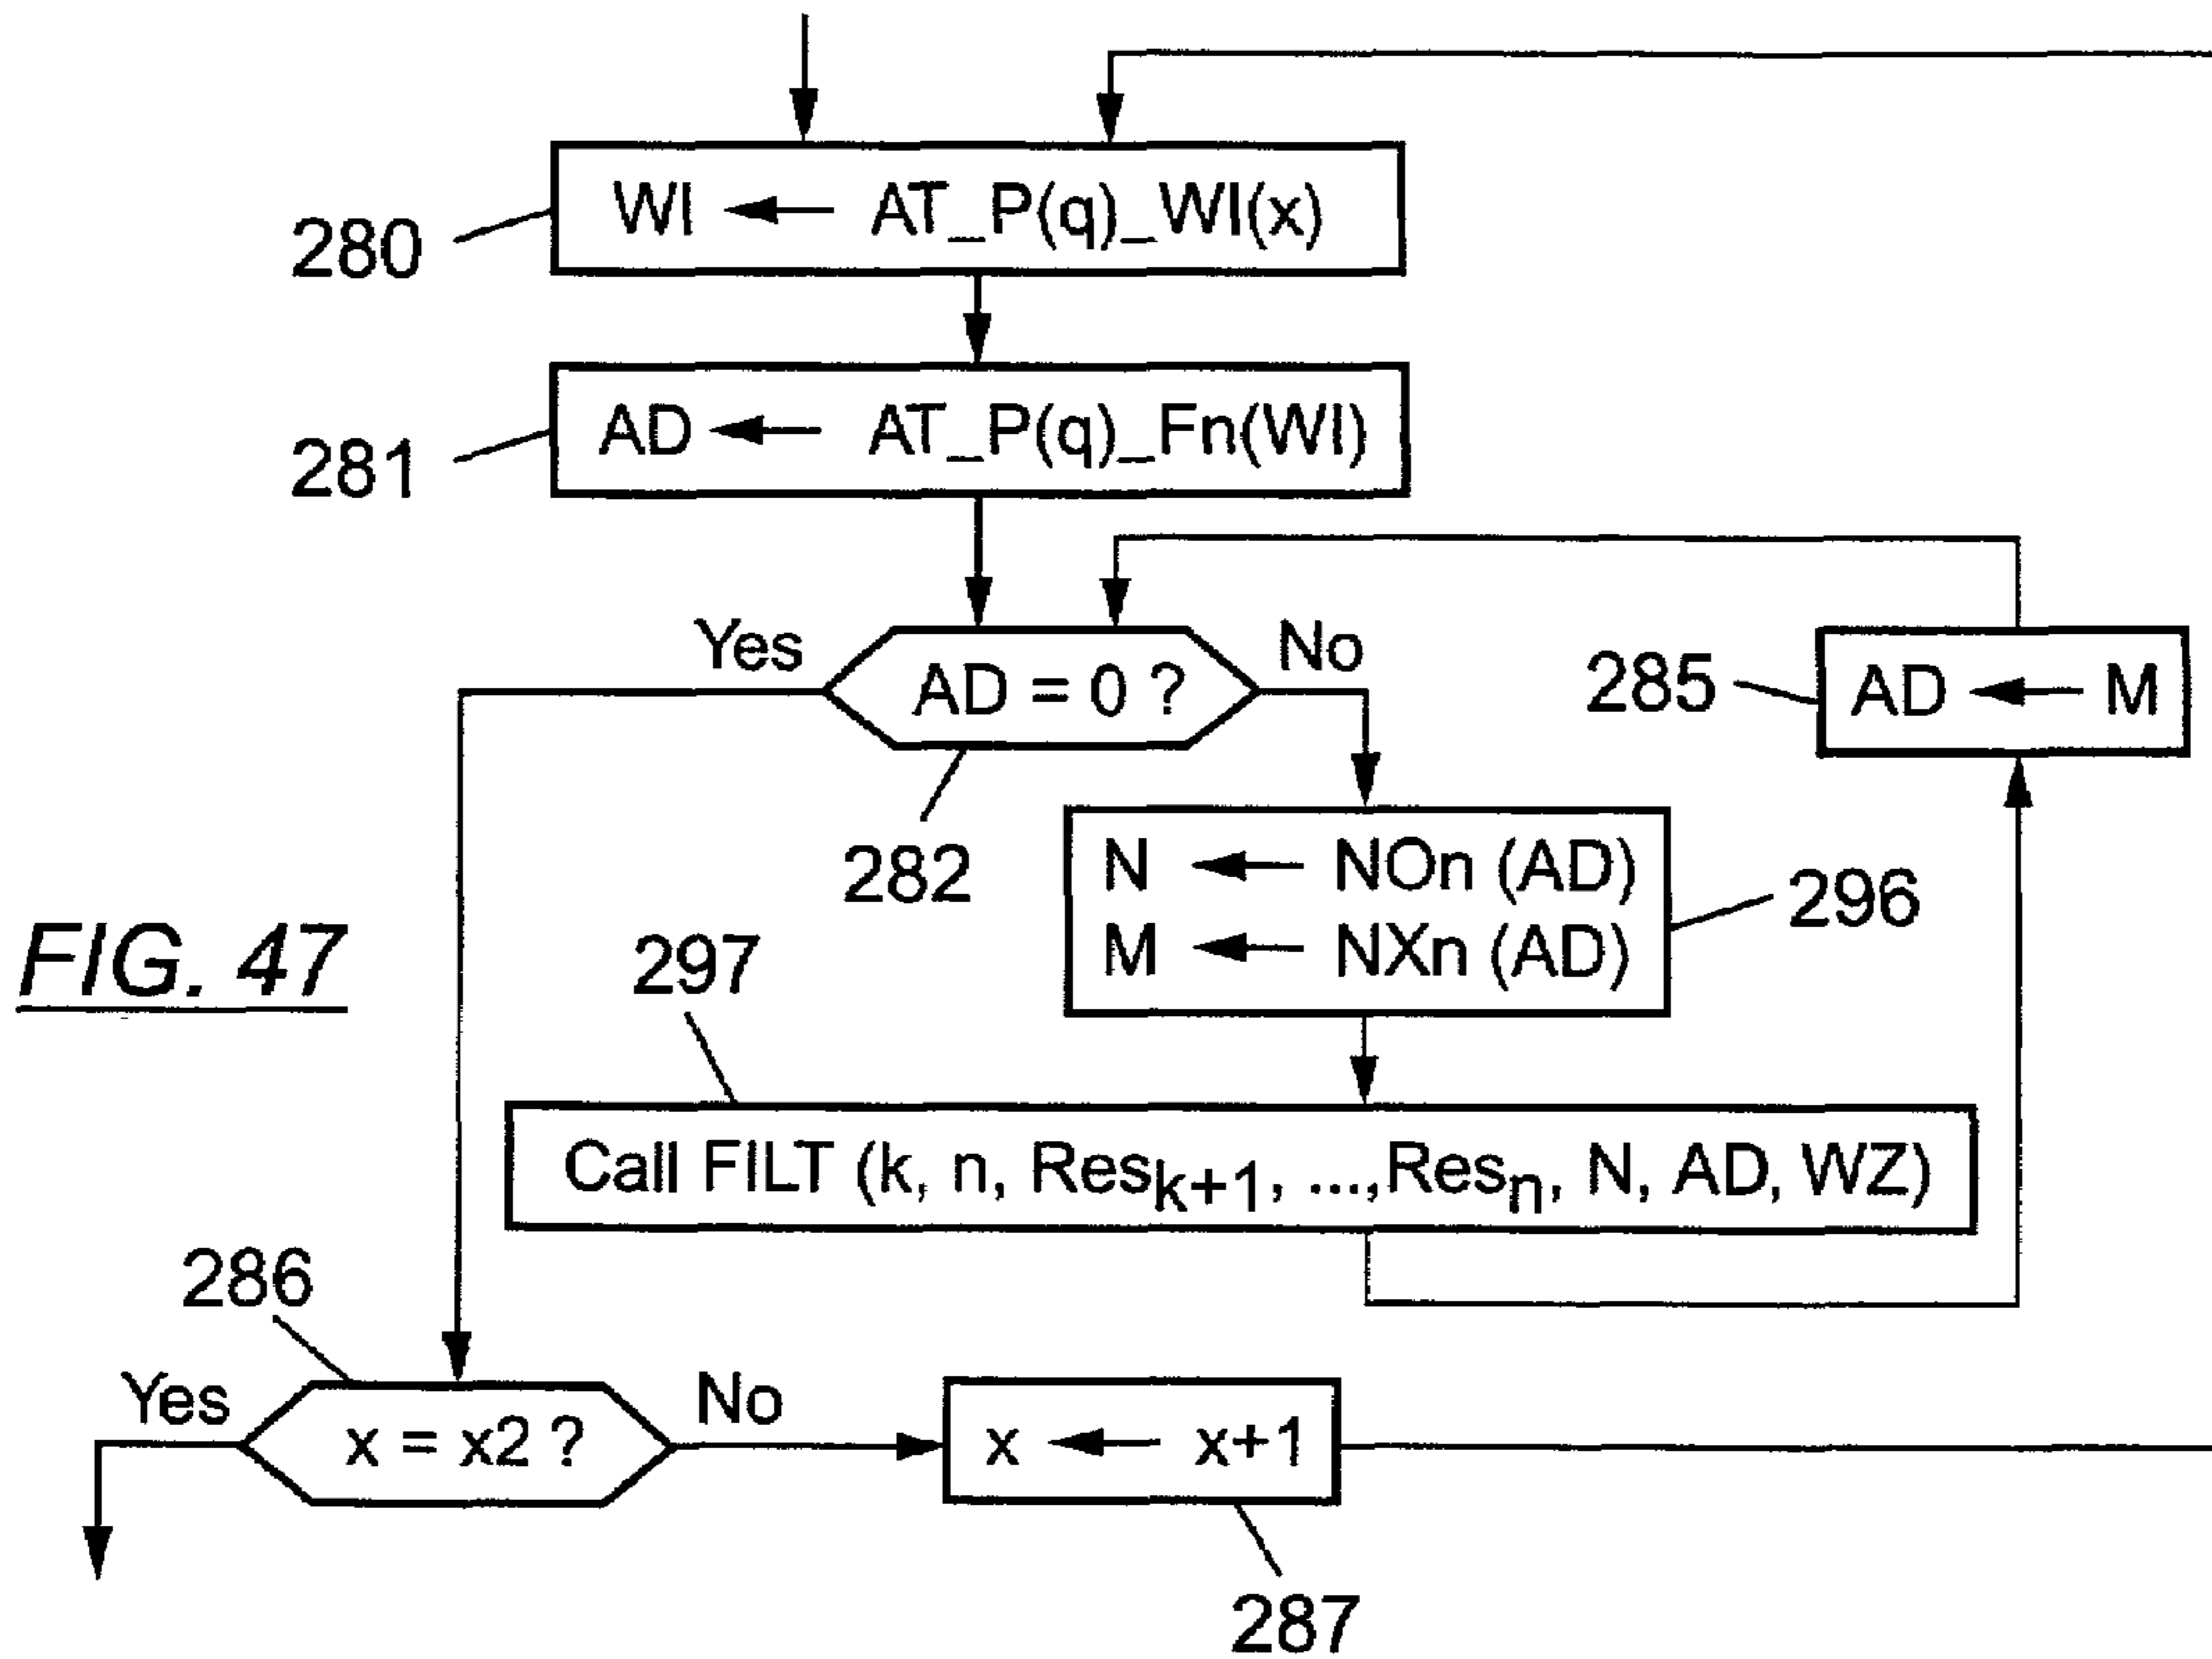 WI ← AT_P(q)_WI(x)
280
AD ← AT_P(q)_Fn(WI)
281
Yes
No
AD = 0 ?
285
AD ← M
282
N ← NOn (AD)
M ← NXn (AD)
296
FIG. 47
297
Call FILT (k, n, Resk+1, ...,Resn, N, AD, WZ)
286
Yes
No
x = x2 ?
x ← x+1
287